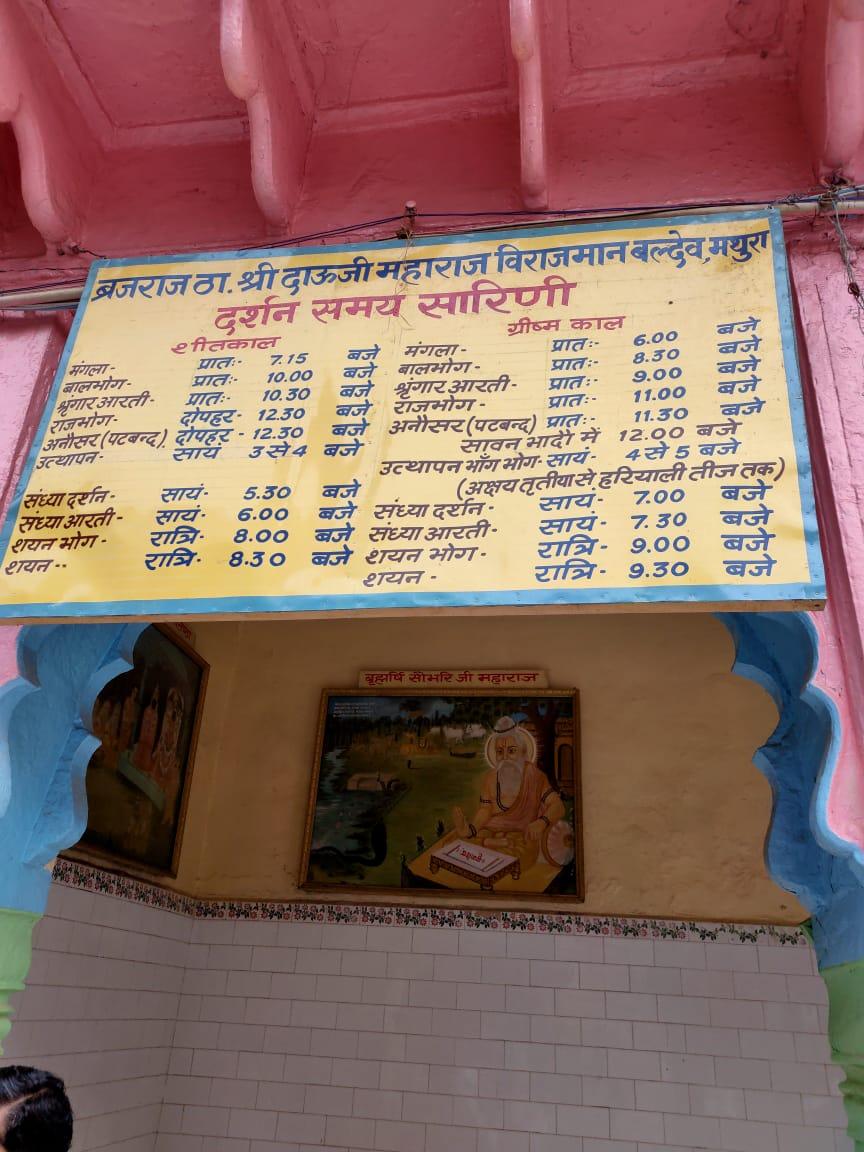 ब्रजराज ठा. श्री दाऊजी महाराज विराजमान बल्देव, मथुरा
दर्शन समय सारिणी
शीतकाल
मंगला- प्रातः- 7.15 बजे
बालभोग- प्रातः- 10.00 बजे
श्रृंगार आरती- प्रातः- 10.30 बजे
राजभोग- दोपहर- 12.30 बजे
अनौसर (पटबन्द) दोपहर - 12.30 बजे
उत्थापन- सायं 3 से 4 बजे
संध्या दर्शन- सायं- 5.30 बजे
संध्या आरती- सायं- 6.00 बजे
शयन भोग - रात्रि- 8.00 बजे
शयन-- रात्रि- 8.30 बजे
ग्रीष्म काल
मंगला- प्रातः- 6.00 बजे
बालभोग- प्रातः- 8.30 बजे
श्रृंगार आरती- प्रातः- 9.00 बजे
राजभोग- प्रातः- 11.00 बजे
अनौसर (पटबन्द) प्रातः- 11.30 बजे
सावन भादौ में 12.00 बजे
उत्थापन भाँग भोग- सायं- 4 से 5 बजे
(अक्षय तृतीया से हरियाली तीज तक)
संध्या दर्शन- सायं- 7.00 बजे
संध्या आरती- सायं- 7.30 बजे
शयन भोग - रात्रि- 9.00 बजे
शयन - रात्रि- 9.30 बजे
बृह्मर्षि सौभरि जी महाराज